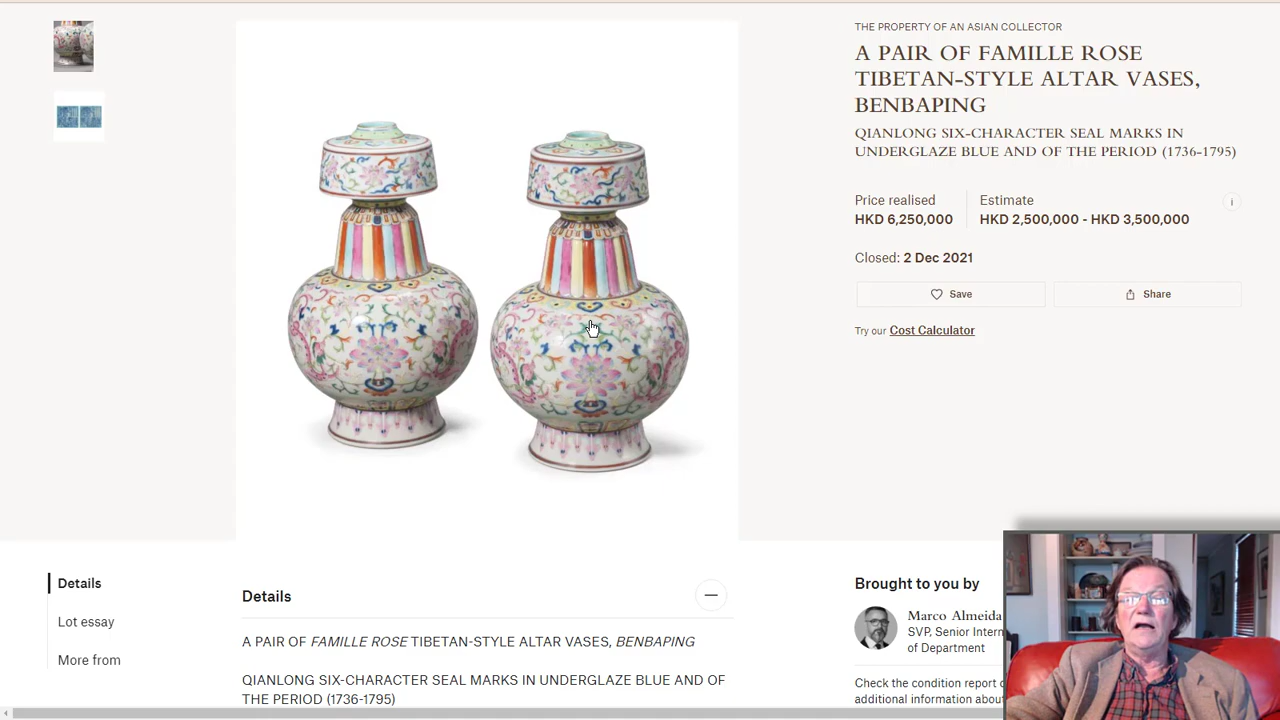 THE PROPERTY OF AN ASIAN COLLECTOR
A PAIR OF FAMILLE ROSE
TIBETAN-STYLE ALTAR VASES,
BENBAPING
QIANLONG SIX-CHARACTER SEAL MARKS IN
UNDERGLAZE BLUE AND OF THE PERIOD (1736-1795)
Price realised
HKD 6,250,000
Estimate
HKD 2,500,000 - HKD 3,500,000
i
Closed: 2 Dec 2021
Save
Share
Try our Cost Calculator
Details
Lot essay
More from
Details
A PAIR OF FAMILLE ROSE TIBETAN-STYLE ALTAR VASES, BENBAPING
QIANLONG SIX-CHARACTER SEAL MARKS IN UNDERGLAZE BLUE AND OF
THE PERIOD (1736-1795)
Brought to you by
Marco Almeida
SVP, Senior Intern
of Department
Check the condition report o
additional information about